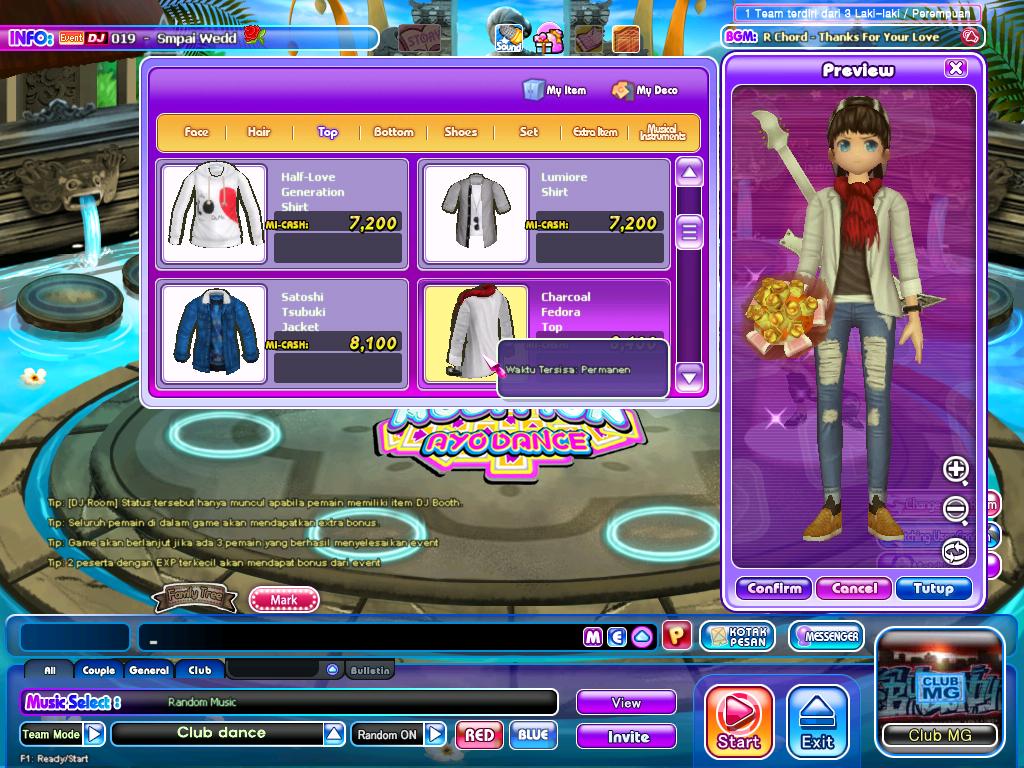 INFO: Event DJ 019 - Smpai Wedd
STORY
Sound
1 Team terdiri dari 3 Laki-laki / Perempuan
BGM: R Chord - Thanks For Your Love
My Item
My Deco
Face
Hair
Top
Bottom
Shoes
Set
Extra Item
Musical Instruments
Half-Love
Generation
Shirt
MI-CASH: 7,200
Lumiore
Shirt
MI-CASH: 7,200
Satoshi
Tsubuki
Jacket
MI-CASH: 8,100
Charcoal
Fedora
Top
Waktu Tersisa: Permanen
Preview
Confirm
Cancel
Tutup
AUDITION
AYODANCE
Tip: [DJ Room] Status tersebut hanya muncul apabila pemain memiliki item DJ Booth.
Tip: Seluruh pemain di dalam game akan mendapatkan extra bonus.
Tip: Game akan berlanjut jika ada 3 pemain yang berhasil menyelesaikan event
Tip: 2 peserta dengan EXP terkecil akan mendapat bonus dari event
Family Tree
Mark
M
E
P
KOTAK PESAN
MESSENGER
All
Couple
General
Club
Bulletin
Music Select:
Random Music
View
Team Mode
Club dance
Random ON
RED
BLUE
Invite
F1: Ready/Start
Start
Exit
CLUB MG
Club MG